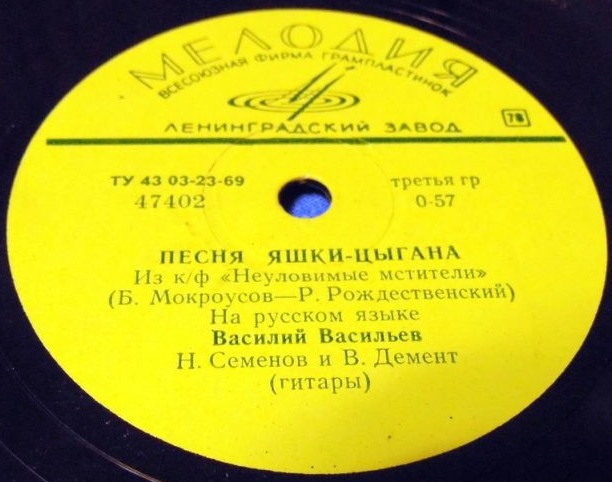 МЕЛОДИЯ
ВСЕСОЮЗНАЯ ФИРМА ГРАМПЛАСТИНОК
ЛЕНИНГРАДСКИЙ ЗАВОД
78
ТУ 43 03-23-69 третья гр
47402 0-57
ПЕСНЯ ЯШКИ-ЦЫГАНА
Из к/ф «Неуловимые мстители»
(Б. Мокроусов—Р. Рождественский)
На русском языке
Василий Васильев
Н. Семенов и В. Демент
(гитары)